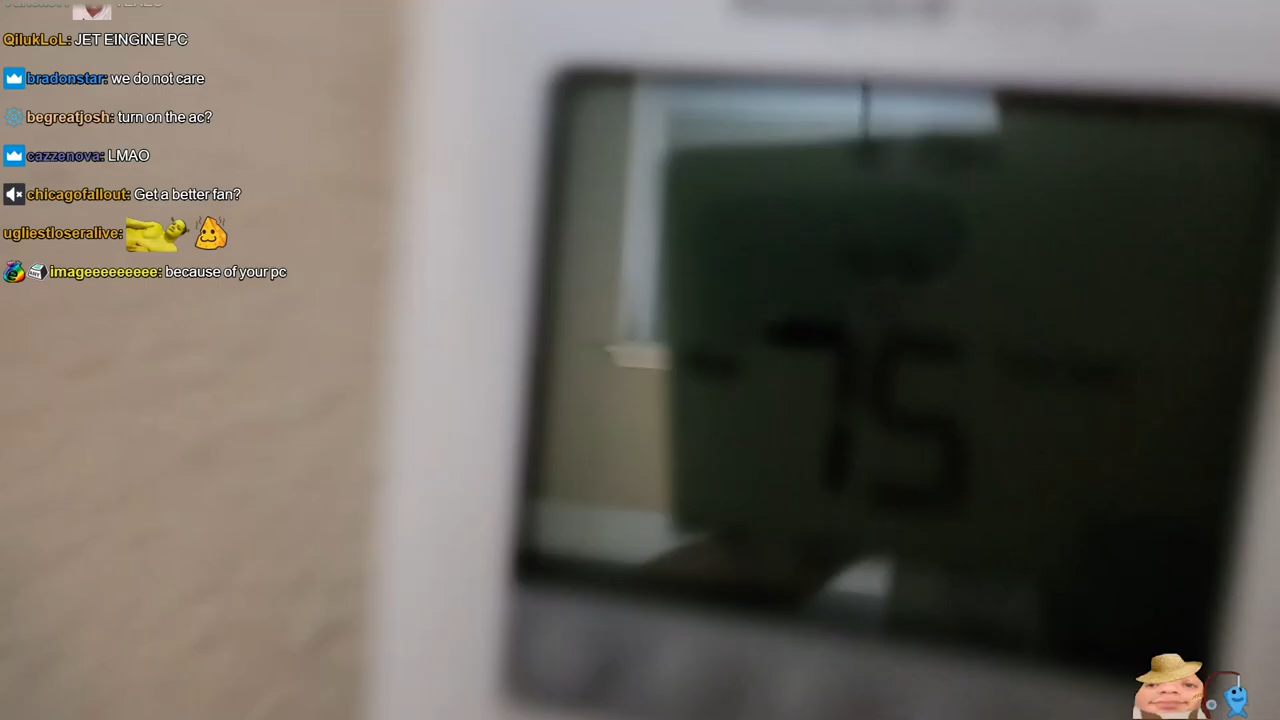 QilukLoL: JET EINGINE PC
bradonstar: we do not care
begreatjosh: turn on the ac?
cazzenova: LMAO
chicagofallout: Get a better fan?
ugliestloseralive:
imageeeeeeeee: because of your pc
75